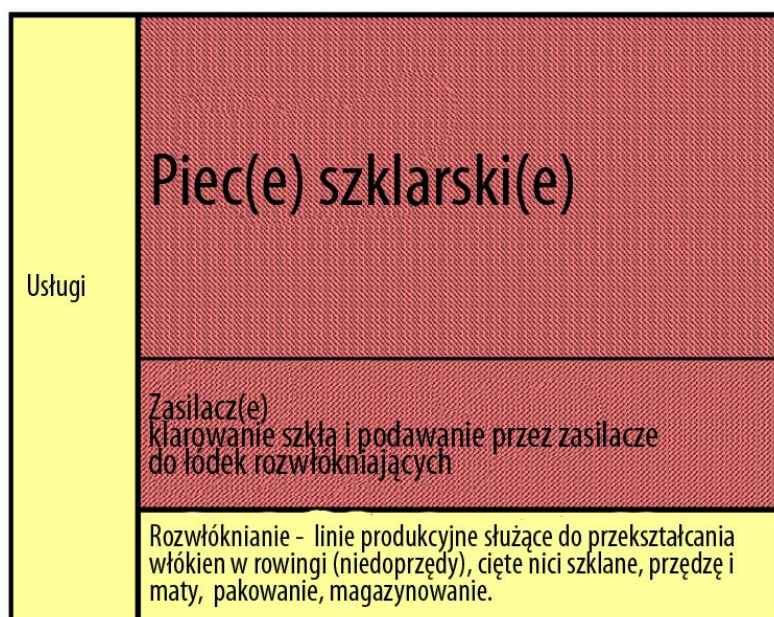 Usługi
Piec(e) szklarski(e)
Zasilacz(e)
klarowanie szkła i podawanie przez zasilacze
do łódek rozwłókniających
Rozwłóknianie - linie produkcyjne służące do przekształcania
włókien w rowingi (niedoprzędy), cięte nici szklane, przędzę i
maty, pakowanie, magazynowanie.